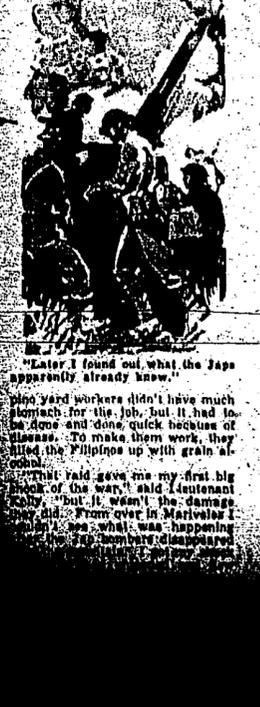 "Later I found out what the Japs
apparently already knew."
pino yard workers didn't have much
stomach for the job, but it had to
be done and done quick because of
disease. To make them work, they
filled the Filipinos up with grain al-
cohol.
"That raid gave me my first big
shock of the war," said Lieutenant
Kelly, "but it wasn't the damage
they did. From over in Mariveles I
couldn't see what was happening
the Jap bombers disappeared